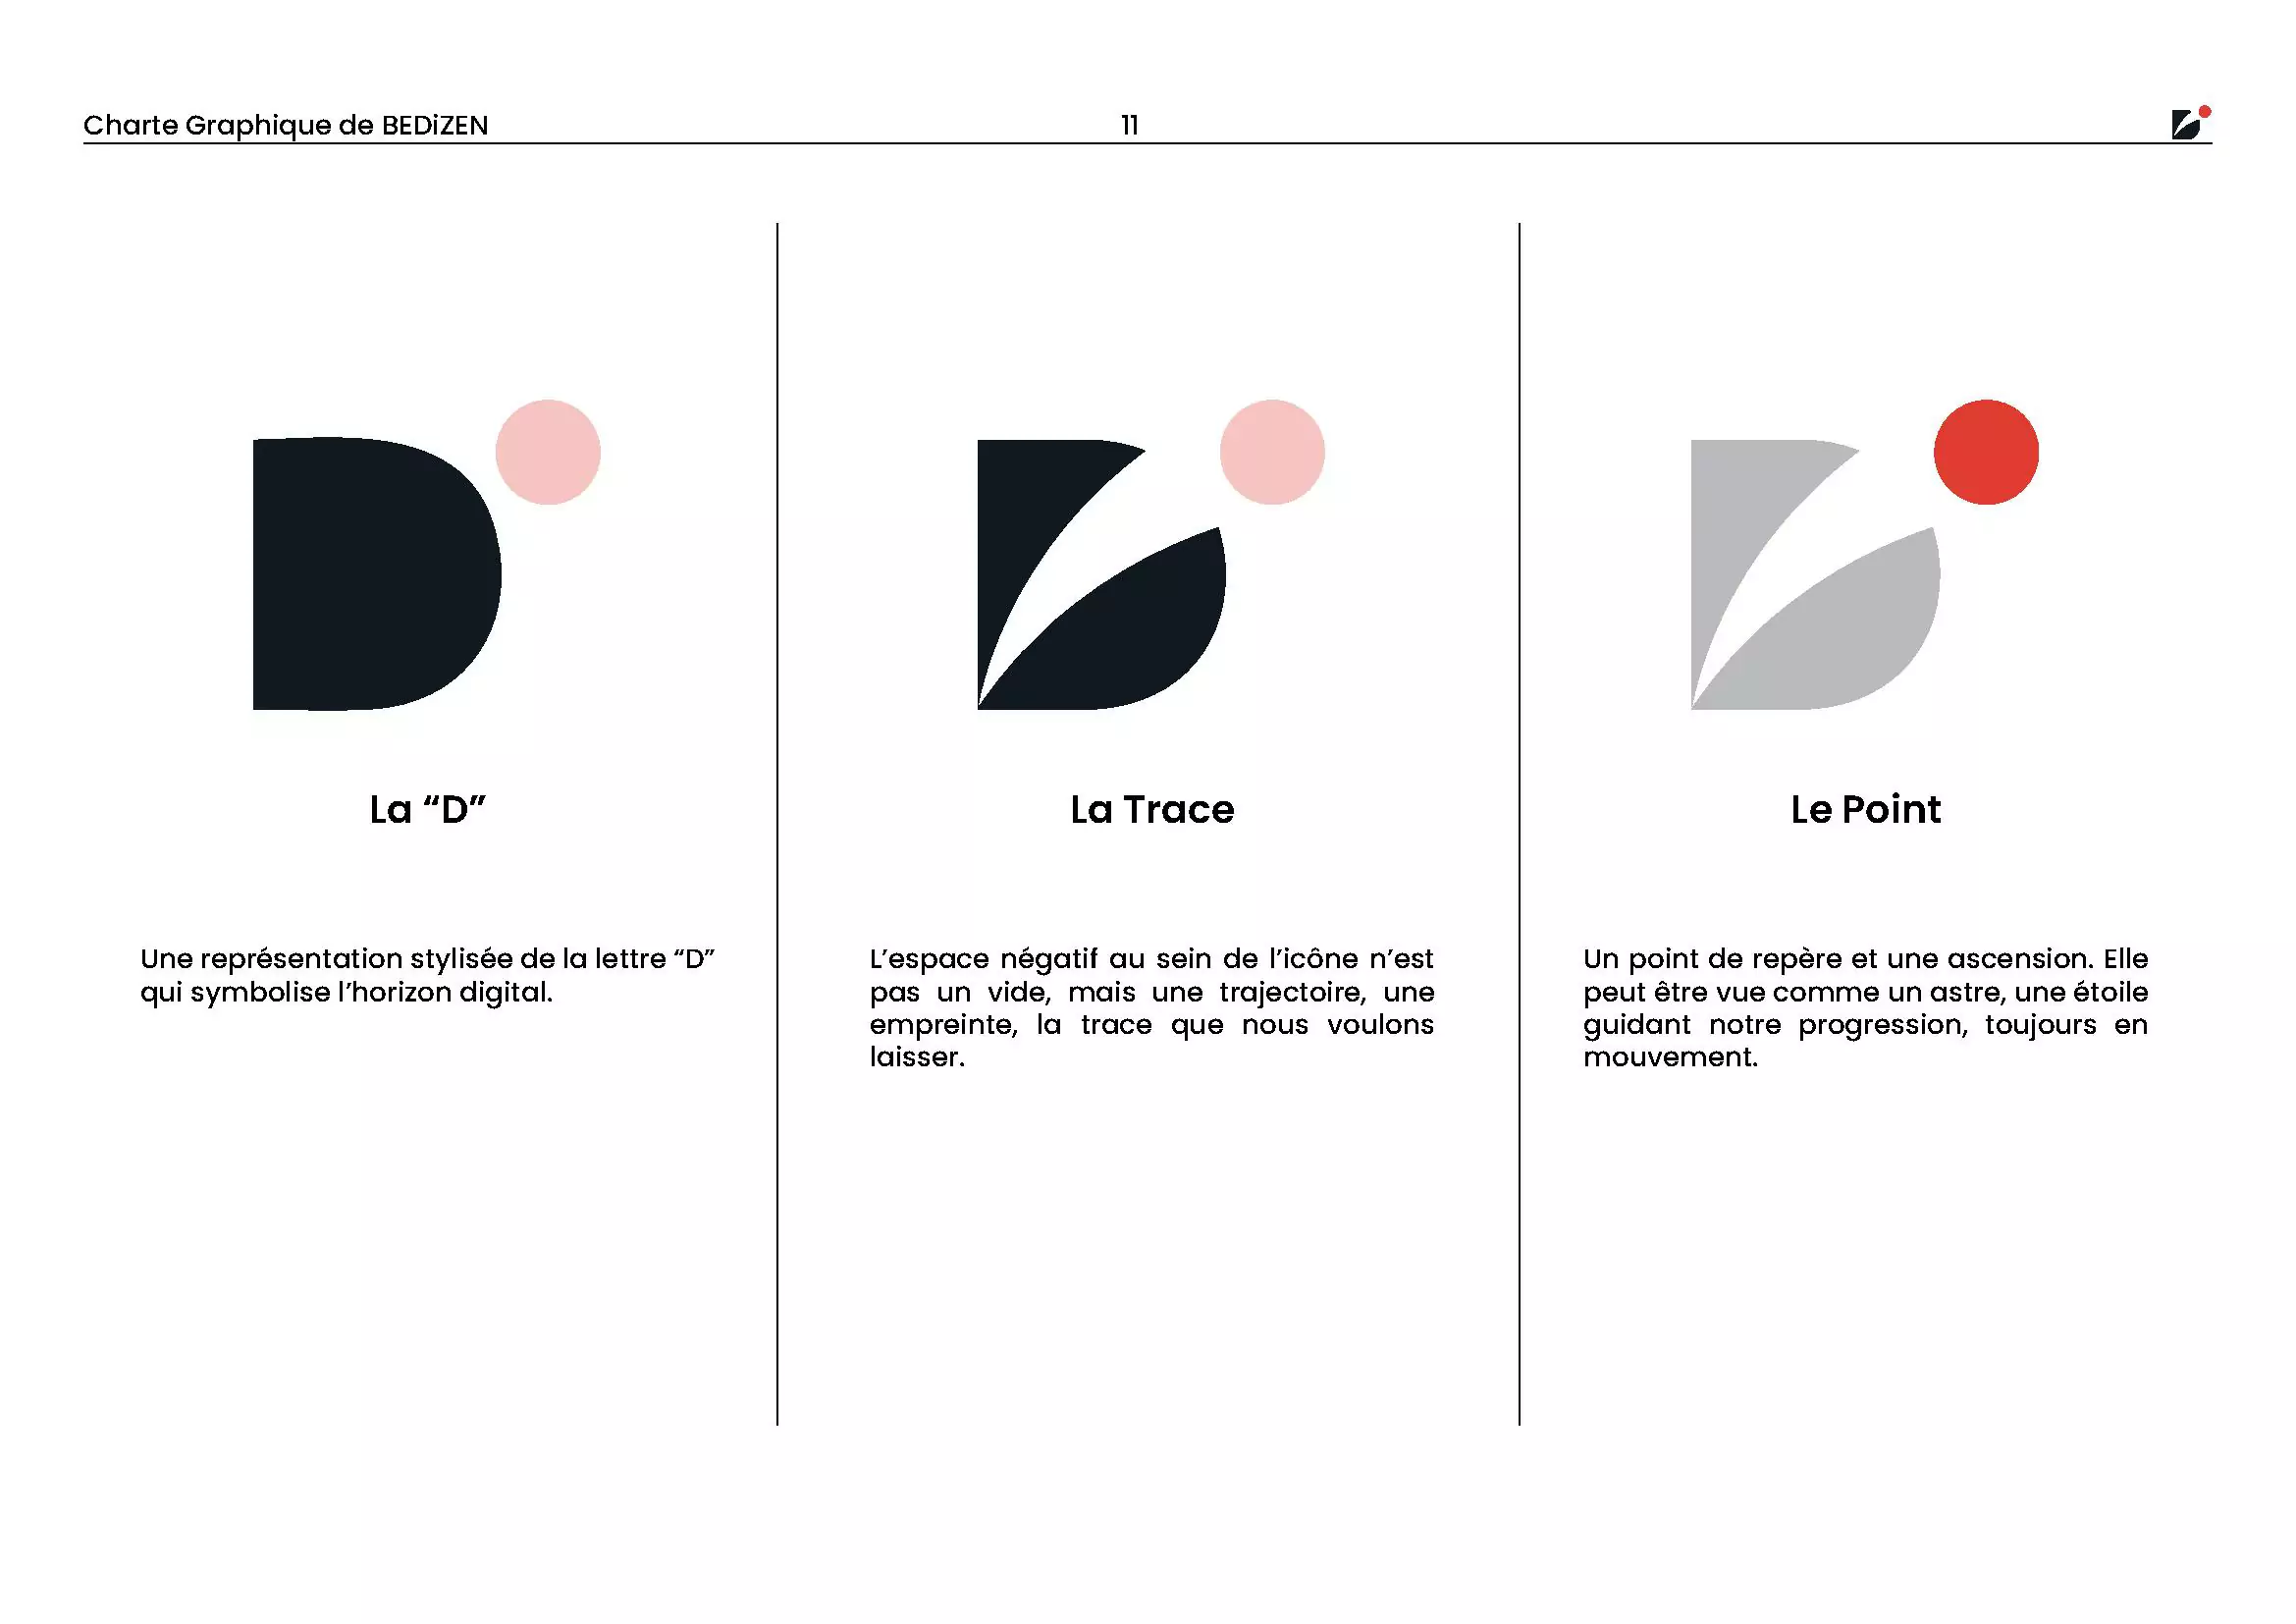 Charte Graphique de BEDiZEN
11
La “D”
Une représentation stylisée de la lettre “D”
qui symbolise l’horizon digital.
La Trace
L’espace négatif au sein de l’icône n’est
pas un vide, mais une trajectoire, une
empreinte, la trace que nous voulons
laisser.
Le Point
Un point de repère et une ascension. Elle
peut être vue comme un astre, une étoile
guidant notre progression, toujours en
mouvement.